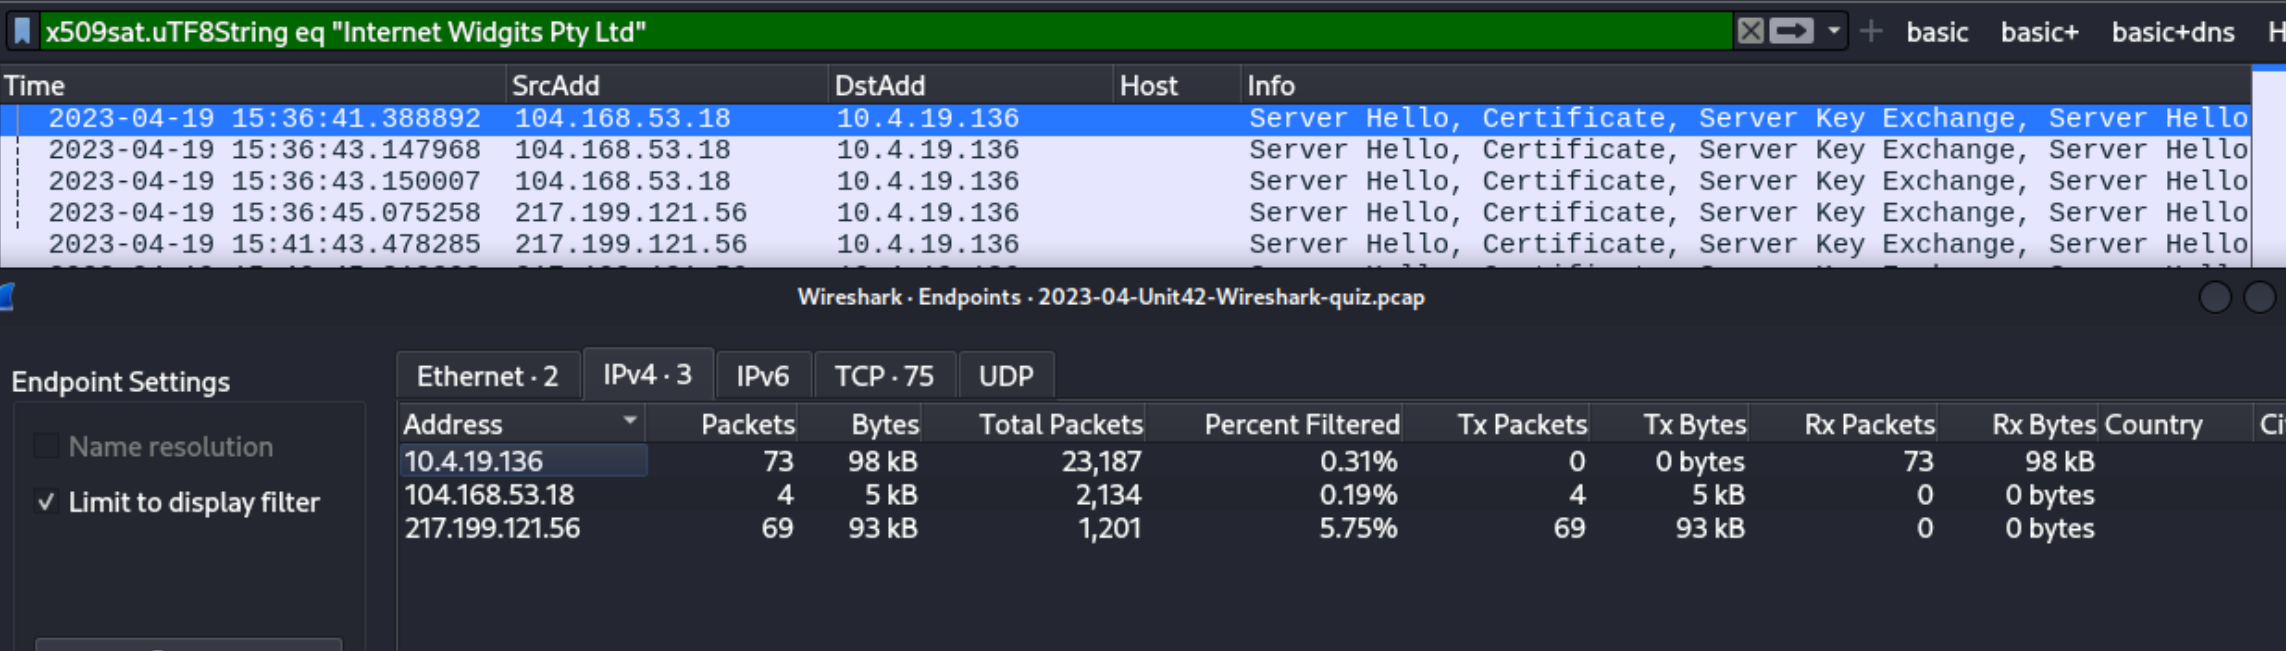 x509sat.uTF8String eq "Internet Widgits Pty Ltd" basic basic+ basic+dns
Time SrcAdd DstAdd Host Info
2023-04-19 15:36:41.388892 104.168.53.18 10.4.19.136 Server Hello, Certificate, Server Key Exchange, Server Hello
2023-04-19 15:36:43.147968 104.168.53.18 10.4.19.136 Server Hello, Certificate, Server Key Exchange, Server Hello
2023-04-19 15:36:43.150007 104.168.53.18 10.4.19.136 Server Hello, Certificate, Server Key Exchange, Server Hello
2023-04-19 15:36:45.075258 217.199.121.56 10.4.19.136 Server Hello, Certificate, Server Key Exchange, Server Hello
2023-04-19 15:41:43.478285 217.199.121.56 10.4.19.136 Server Hello, Certificate, Server Key Exchange, Server Hello
Wireshark · Endpoints · 2023-04-Unit42-Wireshark-quiz.pcap
Endpoint Settings
Name resolution
Limit to display filter
Ethernet · 2 IPv4 · 3 IPv6 TCP · 75 UDP
Address Packets Bytes Total Packets Percent Filtered Tx Packets Tx Bytes Rx Packets Rx Bytes Country
10.4.19.136 73 98 kB 23,187 0.31% 0 0 bytes 73 98 kB
104.168.53.18 4 5 kB 2,134 0.19% 4 5 kB 0 0 bytes
217.199.121.56 69 93 kB 1,201 5.75% 69 93 kB 0 0 bytes